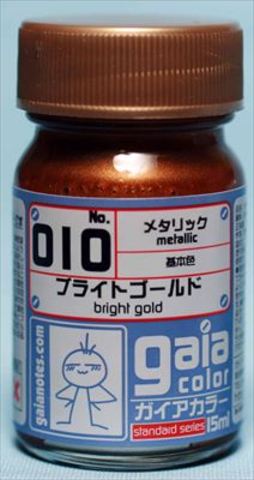 No.
010
メタリック
metallic
基本色
ブライトゴールド
bright gold
gaianotes.com
gaia
color
ガイアカラー
standard series
15ml